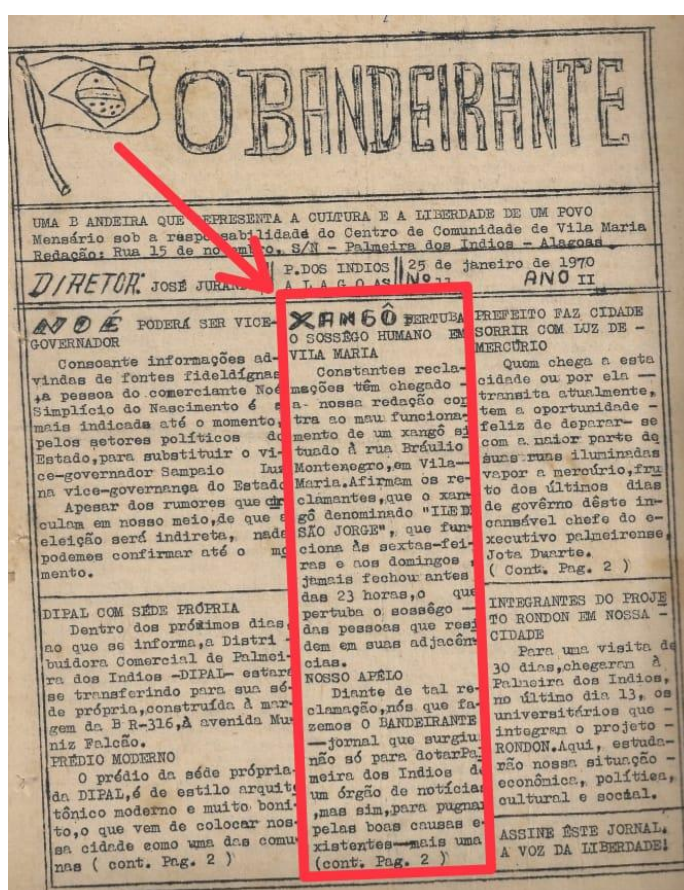 O BANDEIRANTE
UMA B ANDEIRA QUE REPRESENTA A CULTURA E A LIBERDADE DE UM POVO
Mensário sob a responsabilidade do Centro de Comunidade de Vila Maria
Redação: Rua 15 de novembro, S/N - Palmeira dos Indios - Alagoas
DIRETOR: JOSÉ
P.DOS INDIOS
A L A G O AS
25 de janeiro de 1970
Nº 11 ANO II
NOÉ PODERÁ SER VICE-
GOVERNADOR
Consoante informações ad-
vindas de fontes fideldígnas
,a pessoa do comerciante Noé
Simplício do Nascimento é a
mais indicada até o momento,
pelos setores políticos do
Estado,para substituir o vi-
ce-governador Sampaio Luz
na vice-governança do Estado
Apesar dos rumores que cir
culam em nosso meio,de que a
eleição será indireta, nada
podemos confirmar até o mo
mento.
DIPAL COM SÉDE PRÓPRIA
Dentro dos próximos dias,
ao que se informa,a Distri -
buidora Comercial de Palmei-
ra dos Indios -DIPAL- estará
se transferindo para sua sé-
de própria,construída à mar-
gem da B R-316,à avenida Mu-
niz Falcão.
PRÉDIO MODERNO
O prédio da séde própria
da DIPAL,é de estilo arquite
tônico moderno e muito boni-
to,o que vem de colocar nos-
sa cidade como uma das comu-
nas ( cont. Pag. 2 )
XANGÔ PERTUBA
O SOSSÊGO HUMANO EM
VILA MARIA
Constantes recla-
mações têm chegado -
a- nossa redação con
tra ao mau funciona-
mento de um xangô si
tuado à rua Bráulio
Montenegro,em Vila-
Maria.Afirmam os re-
clamantes,que o xan-
gô denominado "ILE DE
SÃO JORGE", que fun-
ciona às sextas-fei-
ras e aos domingos ,
jamais fechou antes
das 23 horas,o que
pertuba o sossêgo --
das pessoas que resi
dem em suas adjacên-
cias.
NOSSO APÊLO
Diante de tal re-
clamação,nós que fa-
zemos O BANDEIRANTE
—jornal que surgiu
não só para dotarPal
meira dos Indios de
um órgão de notícias
,mas sim,para pugnar
pelas boas causas e-
xistentes—mais uma
(cont. Pag. 2 )
PREFEITO FAZ CIDADE
SORRIR COM LUZ DE -
MERCÚRIO
Quem chega a esta
cidade ou por ela —
transita atualmente,
tem a oportunidade -
feliz de deparar- se
com a maior parte de
suas ruas iluminadas
vapor a mercúrio,fru
to dos últimos dias
de govêrno dêste in-
cansável chefe do e-
xecutivo palmeirense,
Jota Duarte.
( Cont. Pag. 2 )
INTEGRANTES DO PROJE
TO RONDON EM NOSSA -
CIDADE
Para uma visita de
30 dias,chegaram à
Palmeira dos Indios,
no último dia 13, os
universitários que -
integram o projeto -
RONDON.Aqui, estuda-
rão nossa situação -
econômica, política,
cultural e social.
ASSINE ÊSTE JORNAL,
A VOZ DA LIBERDADE!